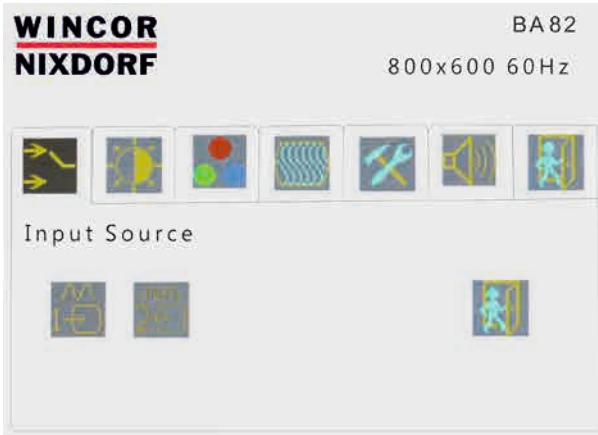 WINCOR
NIXDORF
BA82
800x600 60Hz
Input Source